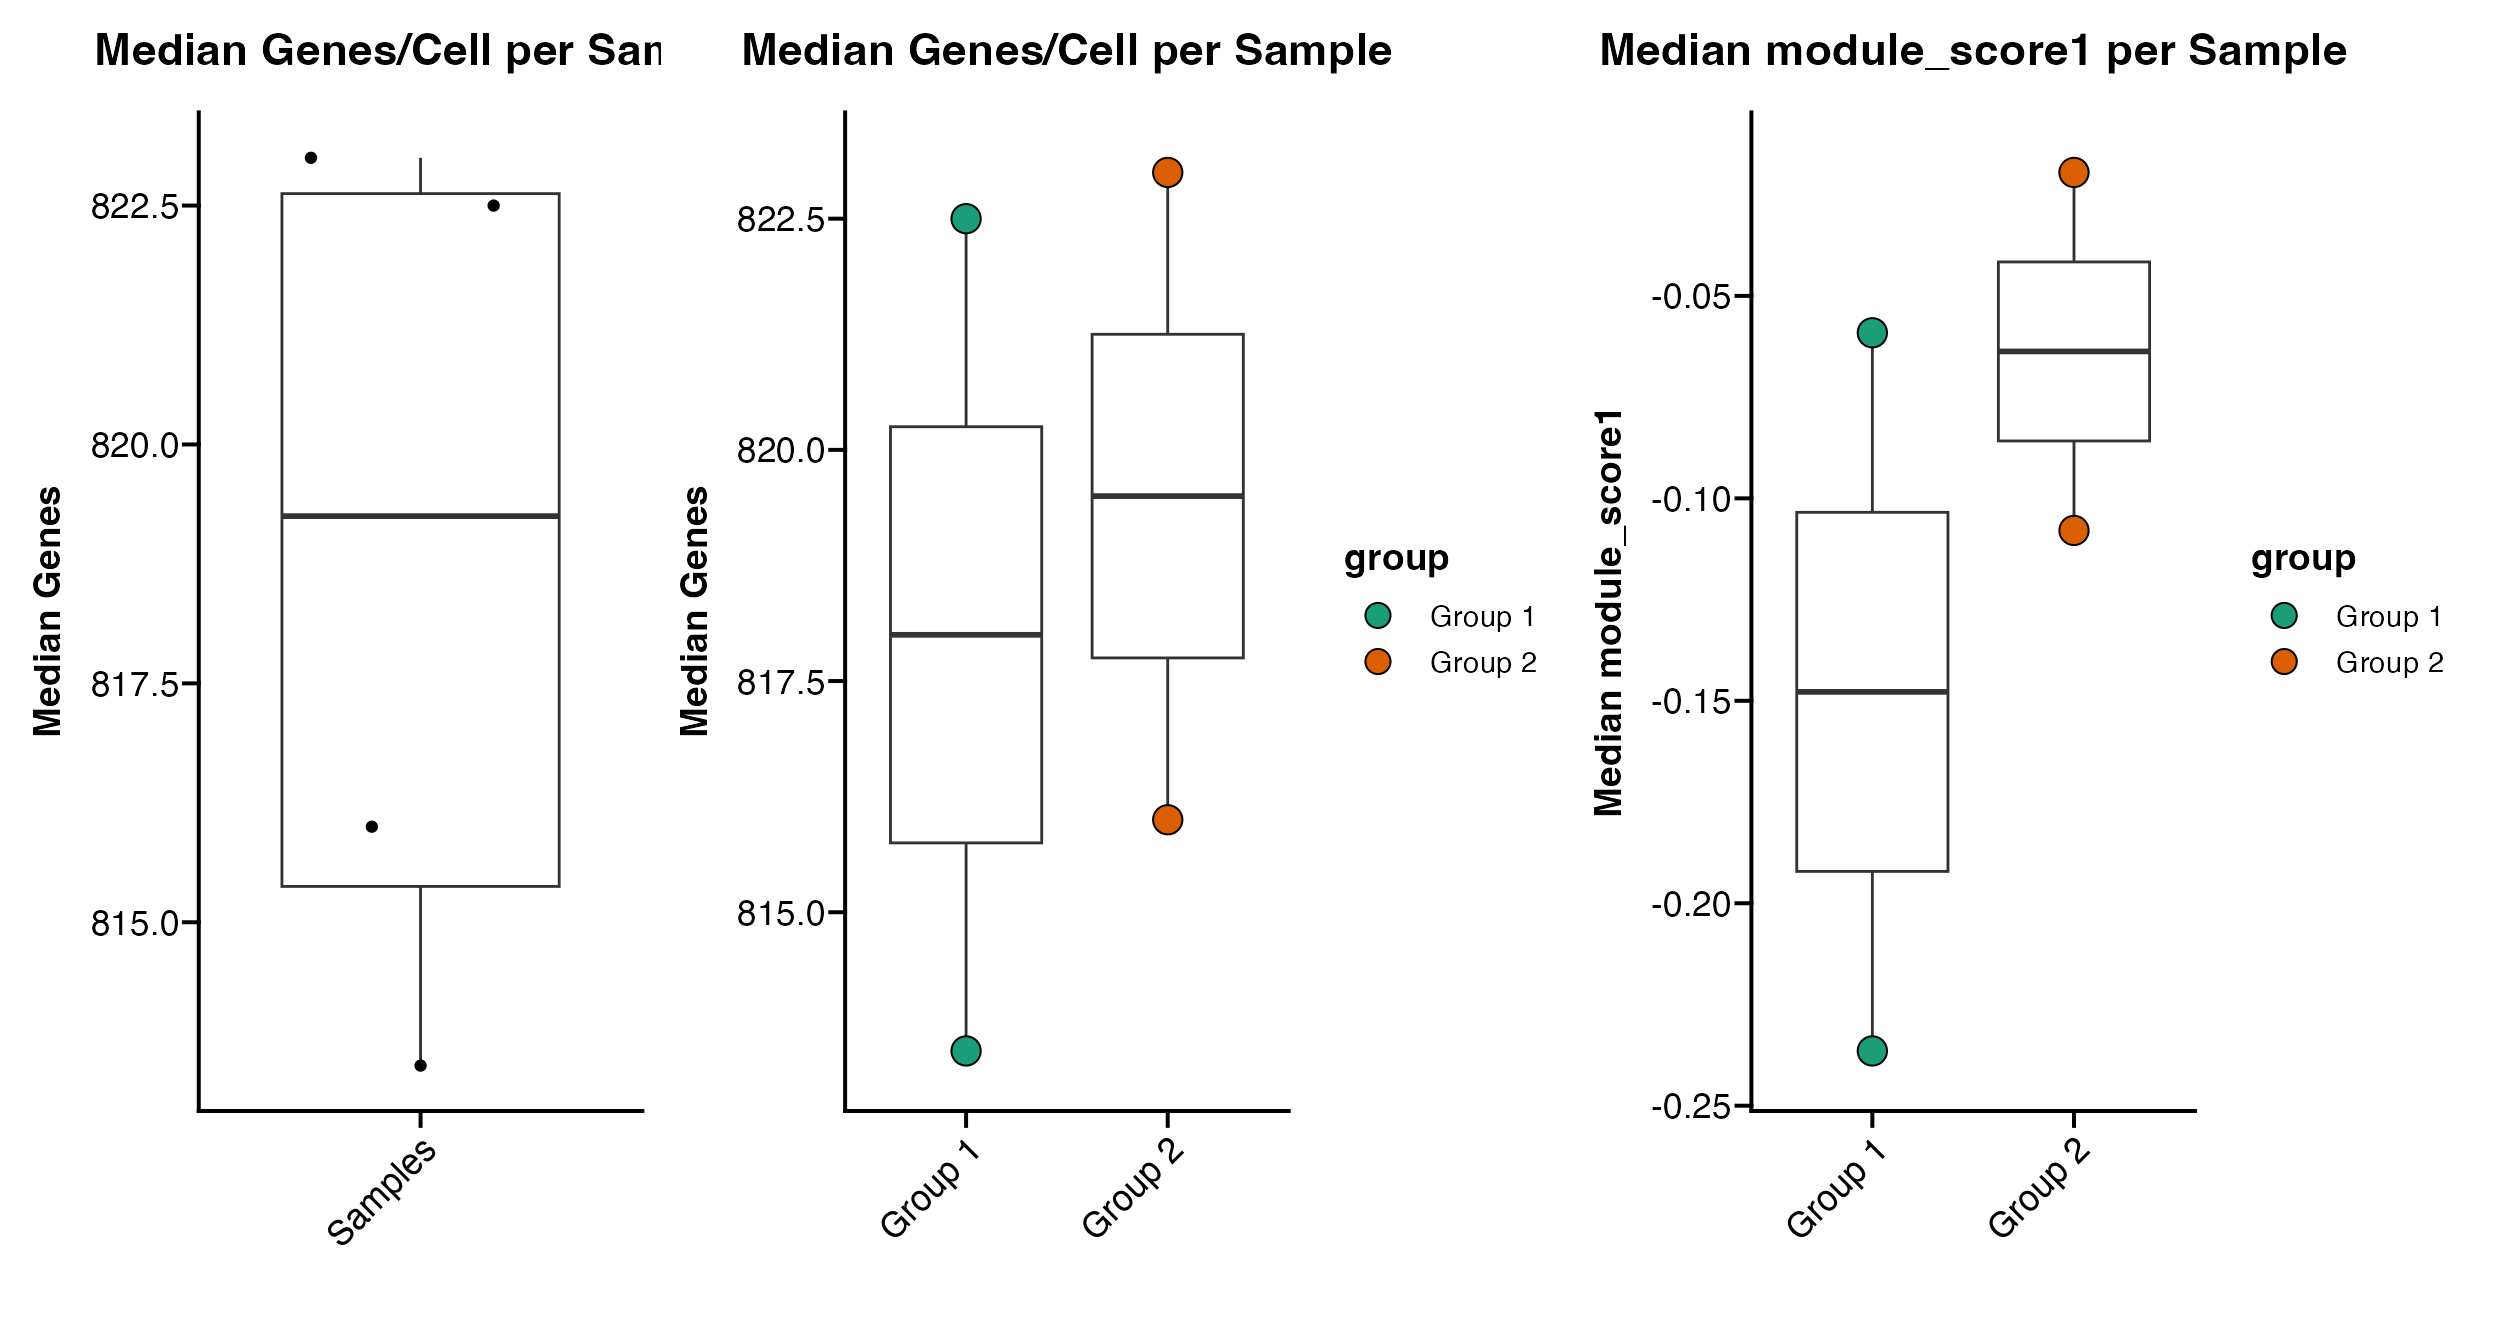 Median Genes/Cell per San
Median Genes
822.5
820.0
817.5
815.0
Samples
Median Genes/Cell per Sample
Median Genes
822.5
820.0
817.5
815.0
Group 1
Group 2
group
Group 1
Group 2
Median module_score1 per Sample
Median module_score1
-0.05
-0.10
-0.15
-0.20
-0.25
Group 1
Group 2
group
Group 1
Group 2